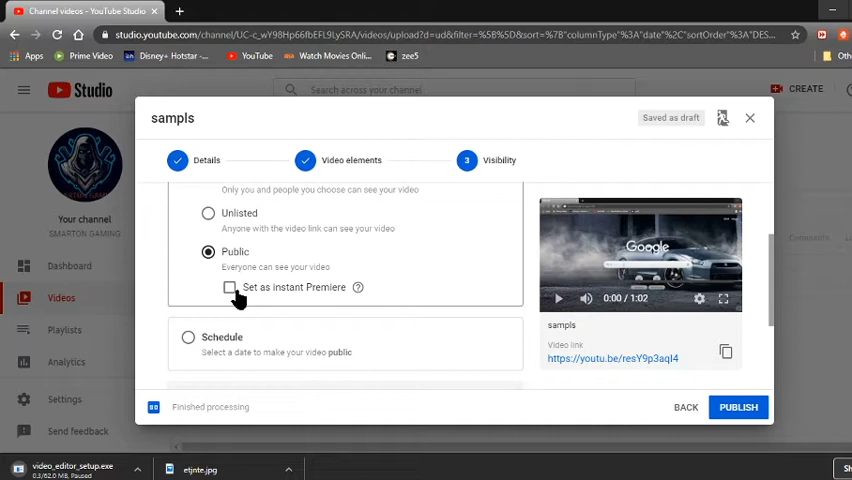 Channel videos - YouTube Studio
studio.youtube.com/channel/UC-c_wY98Hp66fbEFL9LySRA/videos/upload?d=ud&filter=%5B%5D&sort=%7B"columnType"%3A"date"%2C"sortOrder"%3A"DES...
Apps
Prime Video
Disney+ Hotstar -...
YouTube
Watch Movies Onli...
zee5
Othe
Studio
Search across your channel
CREATE
sampls
Saved as draft
Details
Video elements
3
Visibility
Only you and people you choose can see your video
Unlisted
Anyone with the video link can see your video
Public
Everyone can see your video
Set as instant Premiere
Schedule
Select a date to make your video public
Google
0:00 / 1:02
sampls
Video link
https://youtu.be/resY9p3aqI4
Your channel
SMARTON GAMING
Dashboard
Videos
Playlists
Analytics
Settings
Send feedback
Comments
Finished processing
BACK
PUBLISH
video_editor_setup.exe
0.3/62.0 MB, Paused
etjnte.jpg
Sh